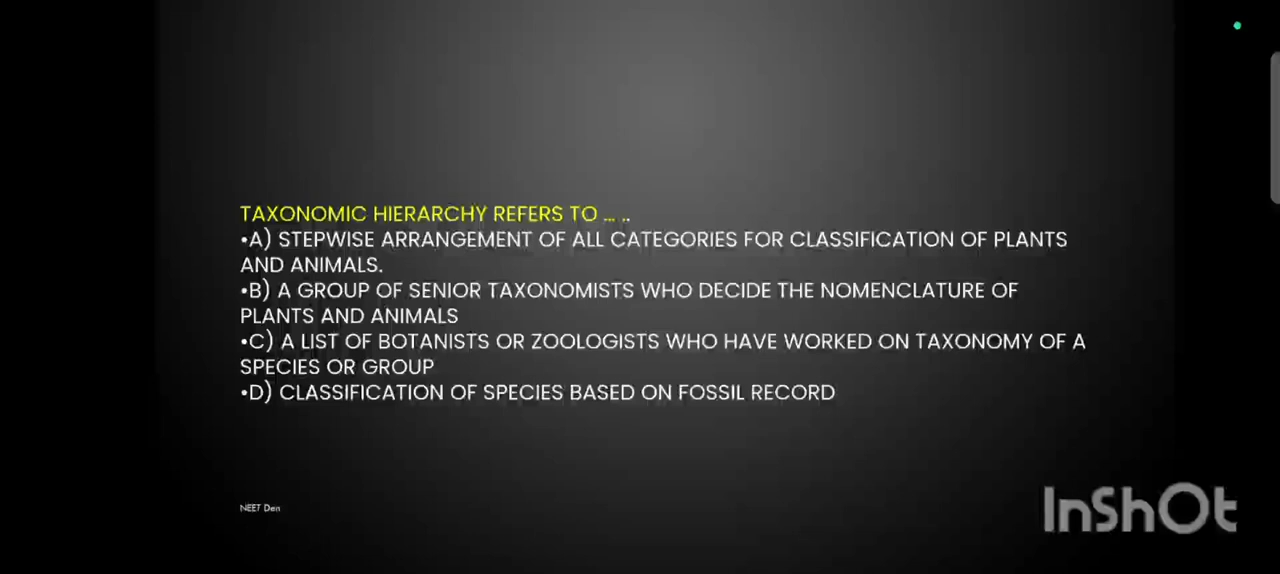 TAXONOMIC HIERARCHY REFERS TO ... ..
•A) STEPWISE ARRANGEMENT OF ALL CATEGORIES FOR CLASSIFICATION OF PLANTS
AND ANIMALS.
•B) A GROUP OF SENIOR TAXONOMISTS WHO DECIDE THE NOMENCLATURE OF
PLANTS AND ANIMALS
•C) A LIST OF BOTANISTS OR ZOOLOGISTS WHO HAVE WORKED ON TAXONOMY OF A
SPECIES OR GROUP
•D) CLASSIFICATION OF SPECIES BASED ON FOSSIL RECORD
NEET Den
InShOt